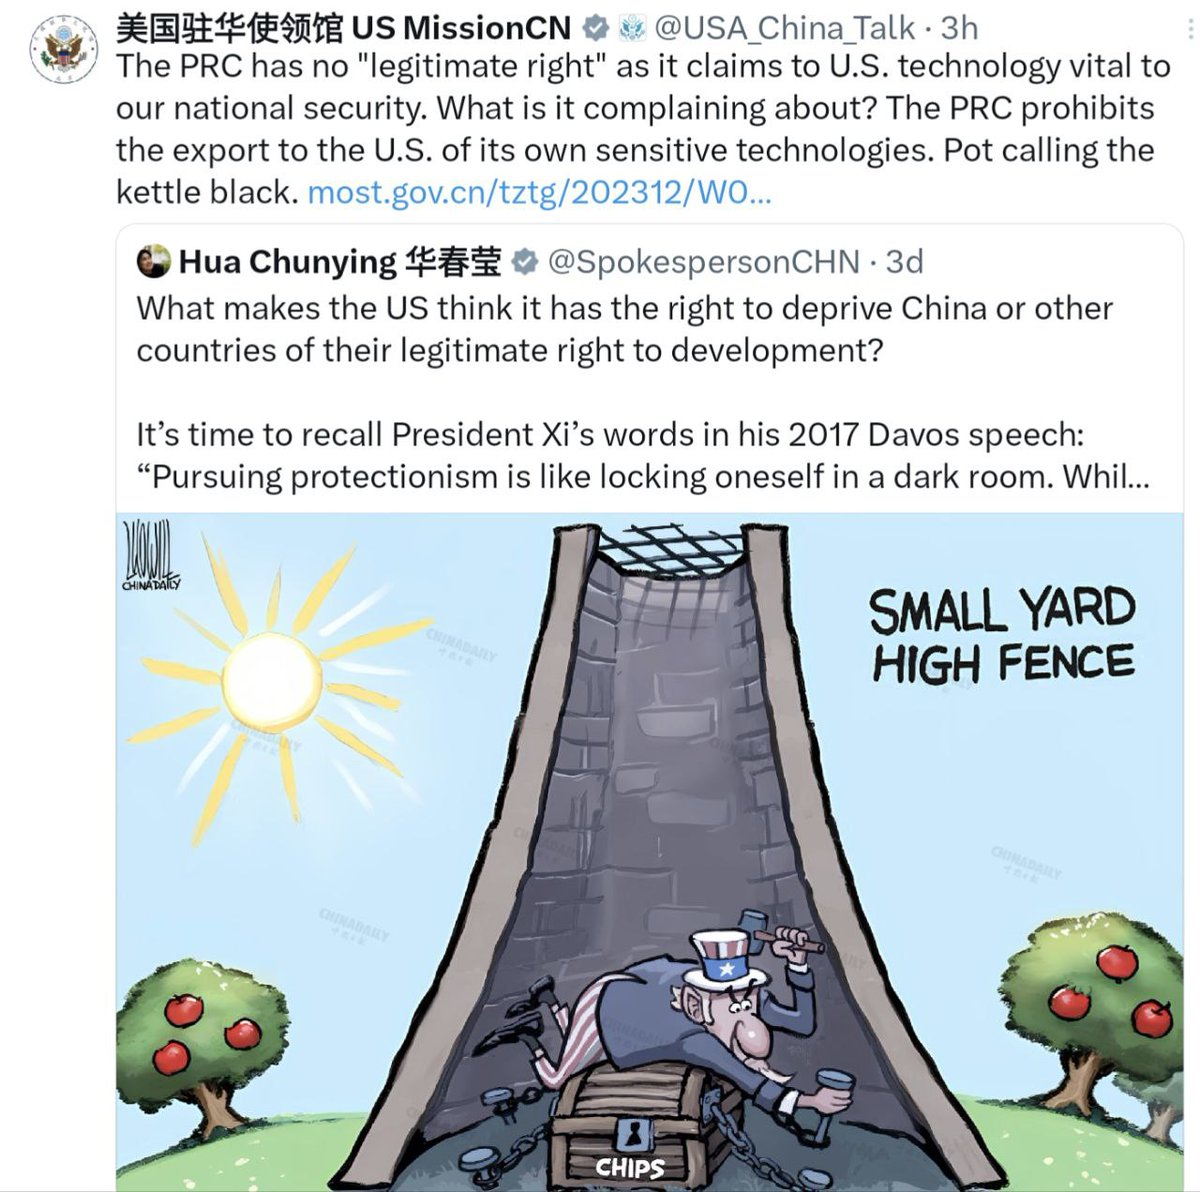 美国驻华使领馆 US MissionCN @USA_China_Talk · 3h
The PRC has no "legitimate right" as it claims to U.S. technology vital to
our national security. What is it complaining about? The PRC prohibits
the export to the U.S. of its own sensitive technologies. Pot calling the
kettle black. most.gov.cn/tztg/202312/W0...
Hua Chunying 华春莹 @SpokespersonCHN · 3d
What makes the US think it has the right to deprive China or other
countries of their legitimate right to development?
It’s time to recall President Xi’s words in his 2017 Davos speech:
“Pursuing protectionism is like locking oneself in a dark room. Whil...
CHINA DAILY
SMALL YARD
HIGH FENCE
CHINADAILY
CHINADAILY
CHINADAILY
CHINADAILY
CHIPS